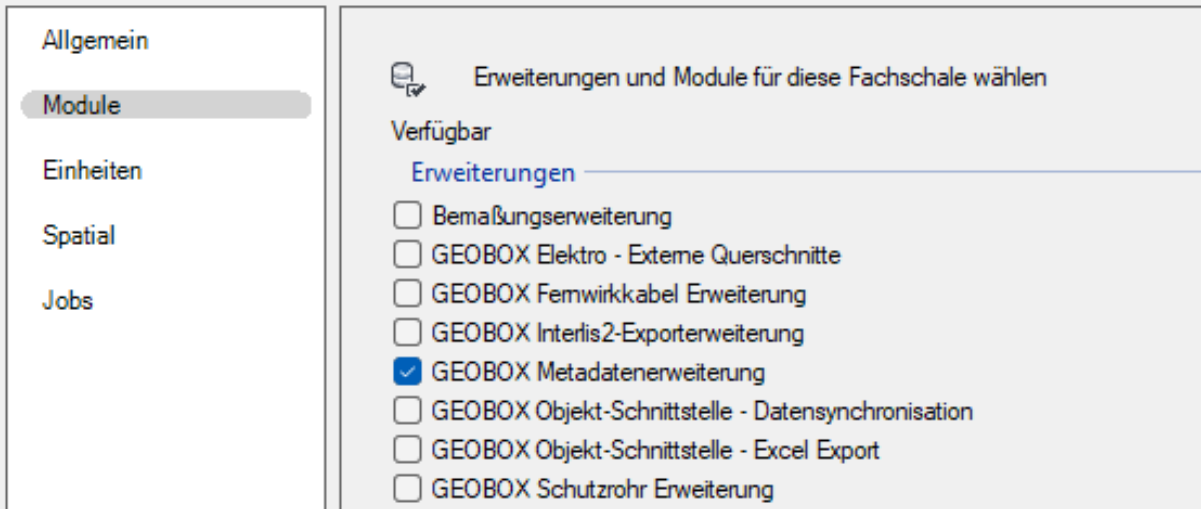 Allgemein
Module
Einheiten
Spatial
Jobs
Erweiterungen und Module für diese Fachschale wählen
Verfügbar
Erweiterungen
Bemaßungserweiterung
GEOBOX Elektro - Externe Querschnitte
GEOBOX Fernwirkkabel Erweiterung
GEOBOX Interlis2-Exporterweiterung
GEOBOX Metadatenerweiterung
GEOBOX Objekt-Schnittstelle - Datensynchronisation
GEOBOX Objekt-Schnittstelle - Excel Export
GEOBOX Schutzrohr Erweiterung